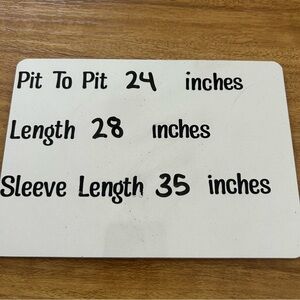 Pit To Pit 24 inches
Length 28 inches
Sleeve Length 35 inches